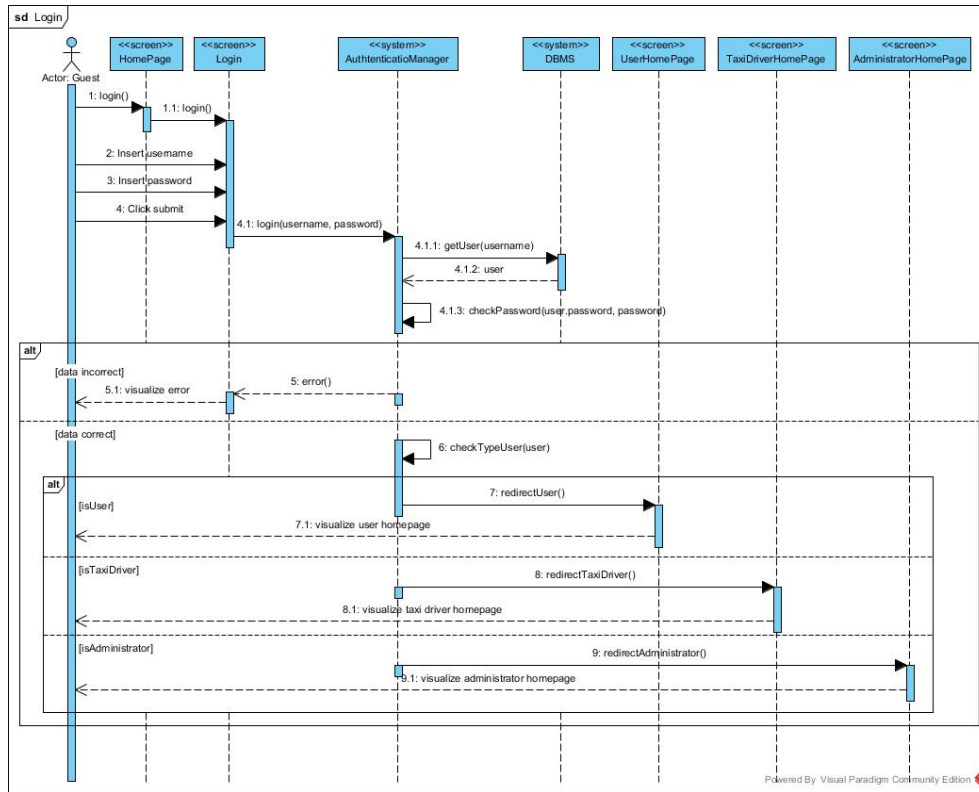 sd Login
<<screen>>
HomePage
<<screen>>
Login
<<system>>
AuthtenticatioManager
<<system>>
DBMS
<<screen>>
UserHomePage
<<screen>>
TaxiDriverHomePage
<<screen>>
AdministratorHomePage
Actor: Guest
1: login()
1.1: login()
2: Insert username
3: Insert password
4: Click submit
4.1: login(username, password)
4.1.1: getUser(username)
4.1.2: user
4.1.3: checkPassword(user.password, password)
alt
[data incorrect]
5: error()
5.1: visualize error
[data correct]
6: checkTypeUser(user)
alt
[isUser]
7: redirectUser()
7.1: visualize user homepage
[isTaxiDriver]
8: redirectTaxiDriver()
8.1: visualize taxi driver homepage
[isAdministrator]
9: redirectAdministrator()
9.1: visualize administrator homepage
Powered By Visual Paradigm Community Edition